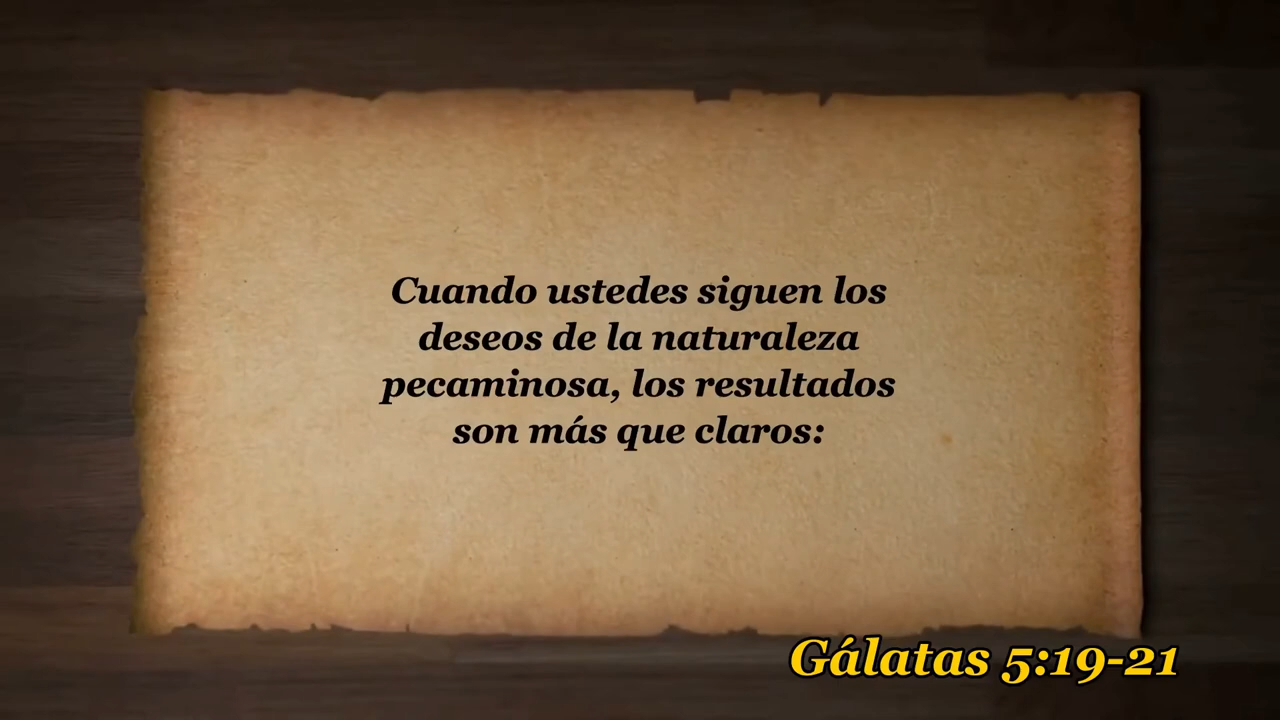 Cuando ustedes siguen los
deseos de la naturaleza
pecaminosa, los resultados
son más que claros:
Gálatas 5:19-21